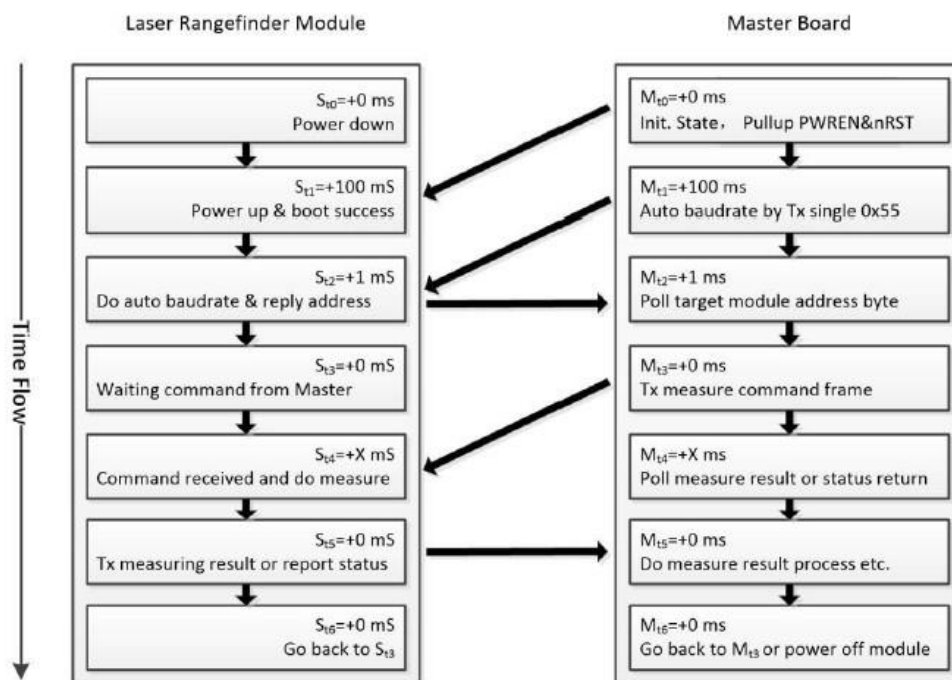 Laser Rangefinder Module
Master Board
Time Flow
St0=+0 ms
Power down
St1=+100 mS
Power up & boot success
St2=+1 mS
Do auto baudrate & reply address
St3=+0 mS
Waiting command from Master
St4=+X mS
Command received and do measure
St5=+0 mS
Tx measuring result or report status
St6=+0 mS
Go back to St3
Mt0=+0 ms
Init. State， Pullup PWREN&nRST
Mt1=+100 ms
Auto baudrate by Tx single 0x55
Mt2=+1 ms
Poll target module address byte
Mt3=+0 ms
Tx measure command frame
Mt4=+X ms
Poll measure result or status return
Mt5=+0 ms
Do measure result process etc.
Mt6=+0 ms
Go back to Mt3 or power off module